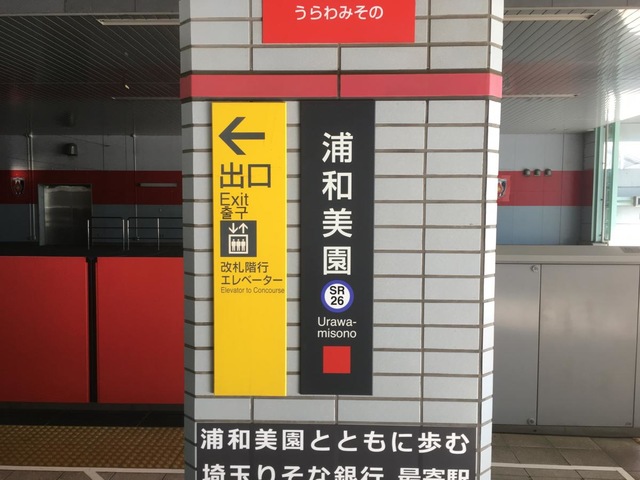 うらわみその
出口
Exit
출구
改札階行
エレベーター
Elevator to Concourse
浦和美園
SR
26
Urawa-
misono
浦和美園とともに歩む
埼玉りそな銀行 最寄駅